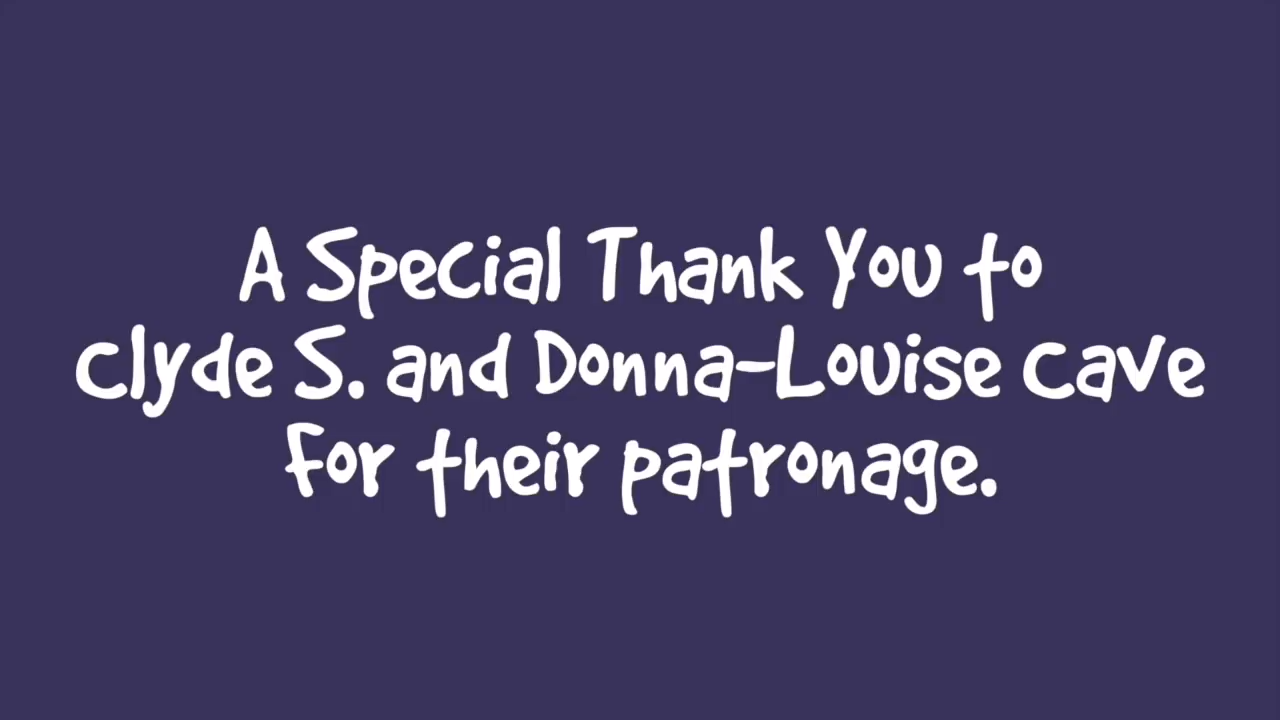 A Special Thank You to
Clyde S. and Donna-Louise Cave
For their patronage.